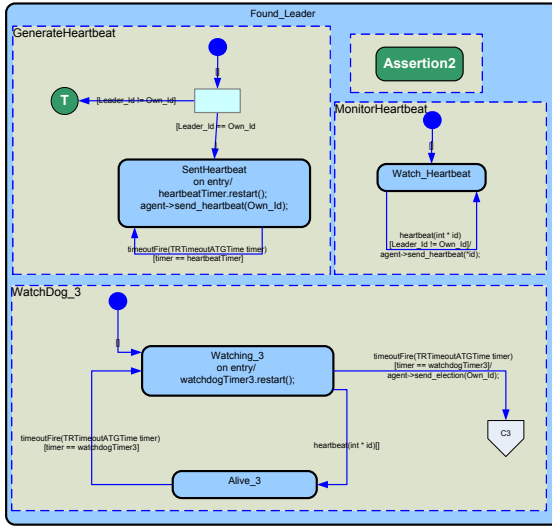 Found_Leader
GenerateHeartbeat
[]
T
[Leader_Id != Own_Id]
[Leader_Id == Own_Id
SentHeartbeat
on entry/
heartbeatTimer.restart();
agent->send_heartbeat(Own_Id);
timeoutFire(TRTimeoutATGTime timer)
[timer == heartbeatTimer]
Assertion2
MonitorHeartbeat
[]
Watch_Heartbeat
heartbeat(int * id)
[Leader_Id != Own_Id]/
agent->send_heartbeat(*id);
WatchDog_3
[]
Watching_3
on entry/
watchdogTimer3.restart();
timeoutFire(TRTimeoutATGTime timer)
[timer == watchdogTimer3]/
agent->send_election(Own_Id);
C3
timeoutFire(TRTimeoutATGTime timer)
[timer == watchdogTimer3]
heartbeat(int * id)[]
Alive_3